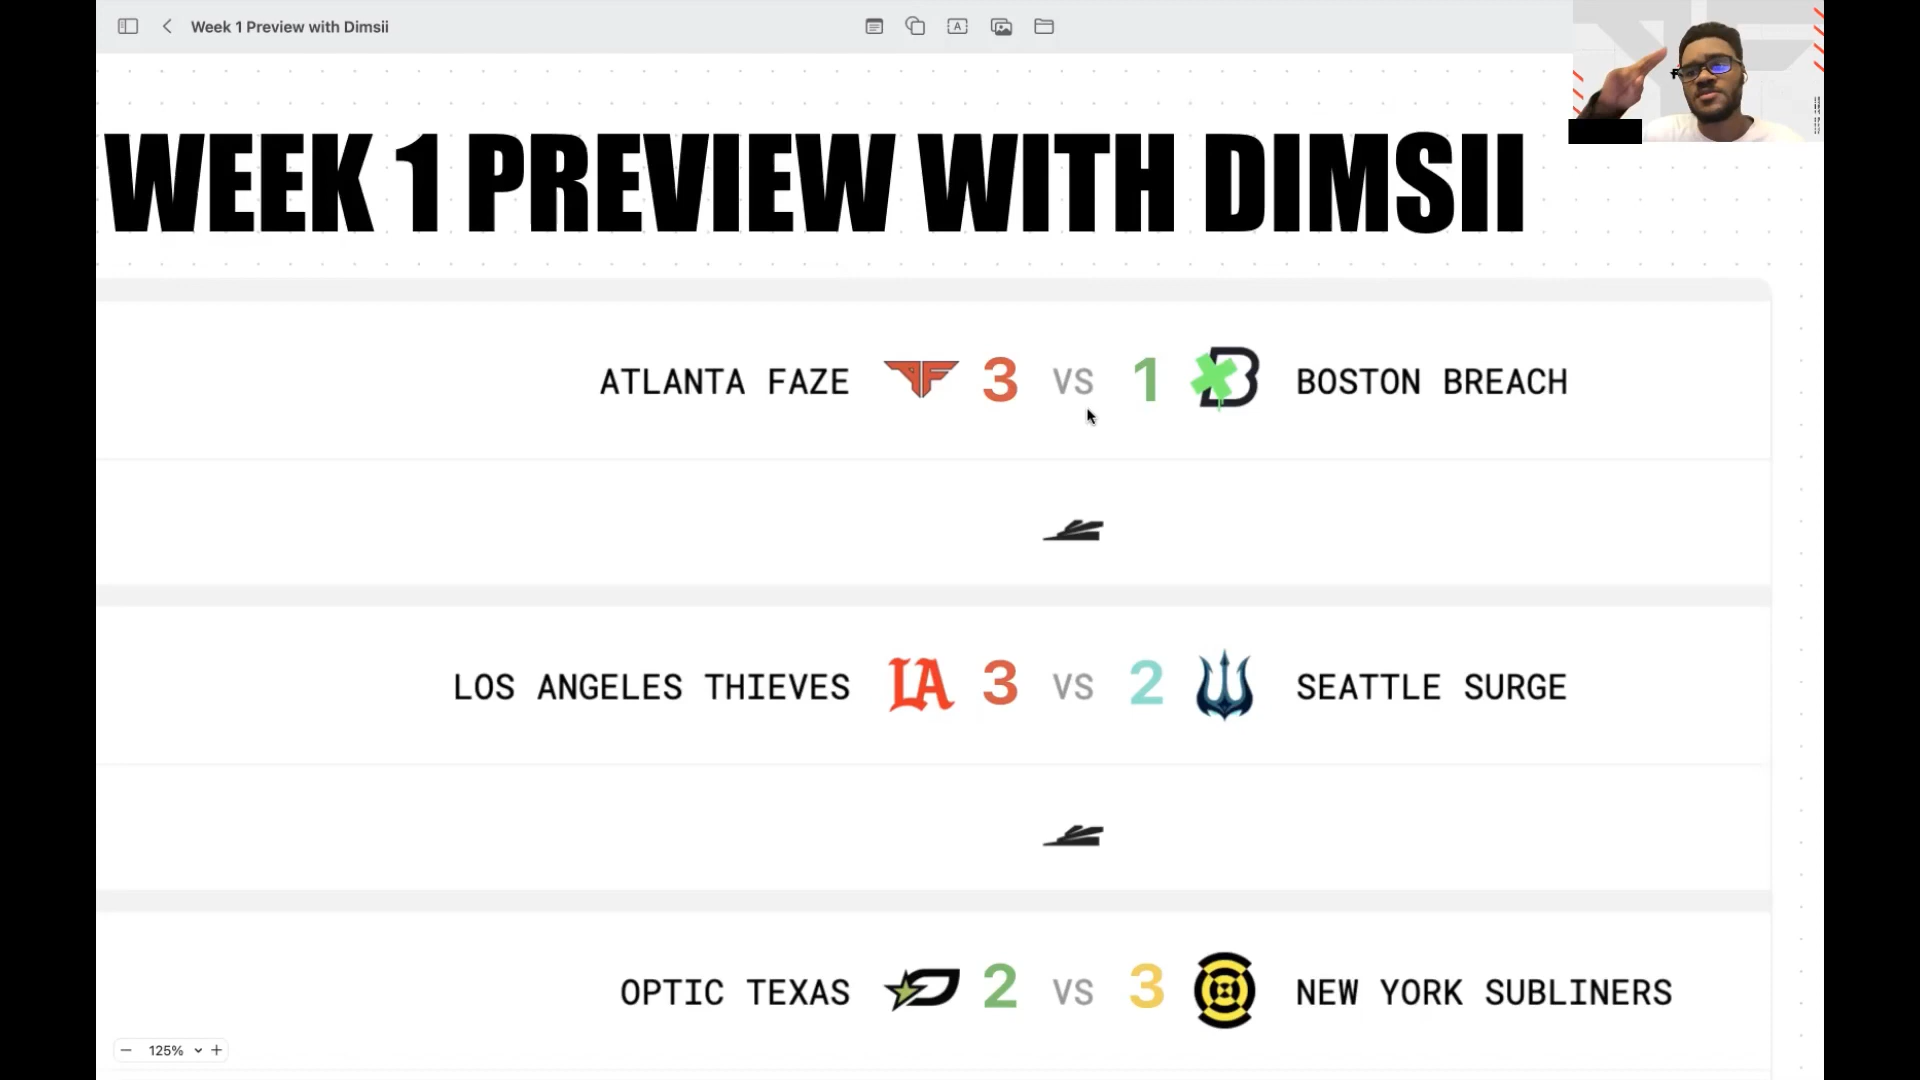 Week 1 Preview with Dimsii
WEEK 1 PREVIEW WITH DIMSII
ATLANTA FAZE 3 VS 1 B BOSTON BREACH
LOS ANGELES THIEVES LA 3 VS 2 SEATTLE SURGE
OPTIC TEXAS 2 VS 3 NEW YORK SUBLINERS
125%